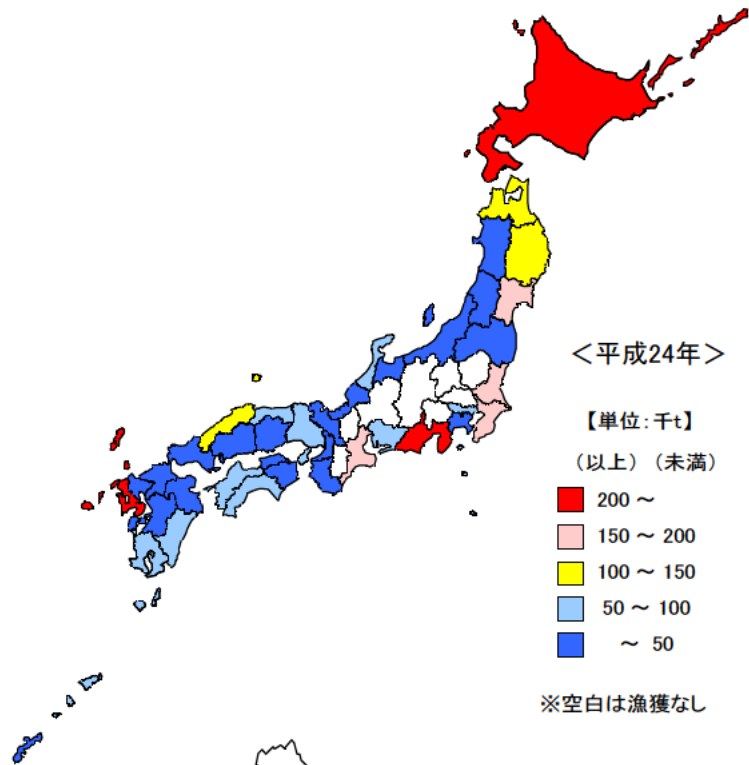 ＜平成24年＞
【単位：千t】
（以上）（未満）
200 ～
150 ～ 200
100 ～ 150
50 ～ 100
～ 50
※空白は漁獲なし